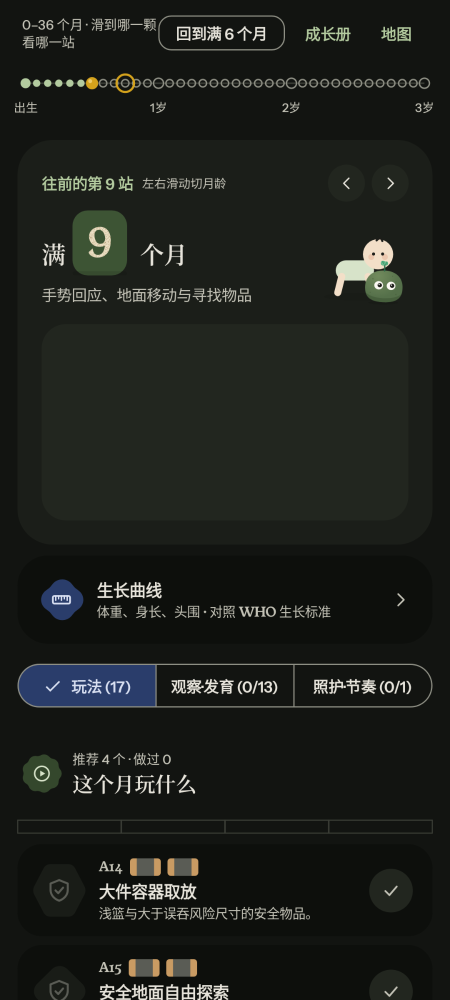 0–36 个月 · 滑到哪一颗
看哪一站
回到满 6 个月
成长册
地图
出生
1岁
2岁
3岁
往前的第 9 站
左右滑动切月龄
满 9 个月
手势回应、地面移动与寻找物品
生长曲线
体重、身长、头围 · 对照 WHO 生长标准
玩法 (17)
观察·发育 (0/13)
照护·节奏 (0/1)
推荐 4 个 · 做过 0
这个月玩什么
A14
大件容器取放
浅篮与大于误吞风险尺寸的安全物品。
A15
安全地面自由探索